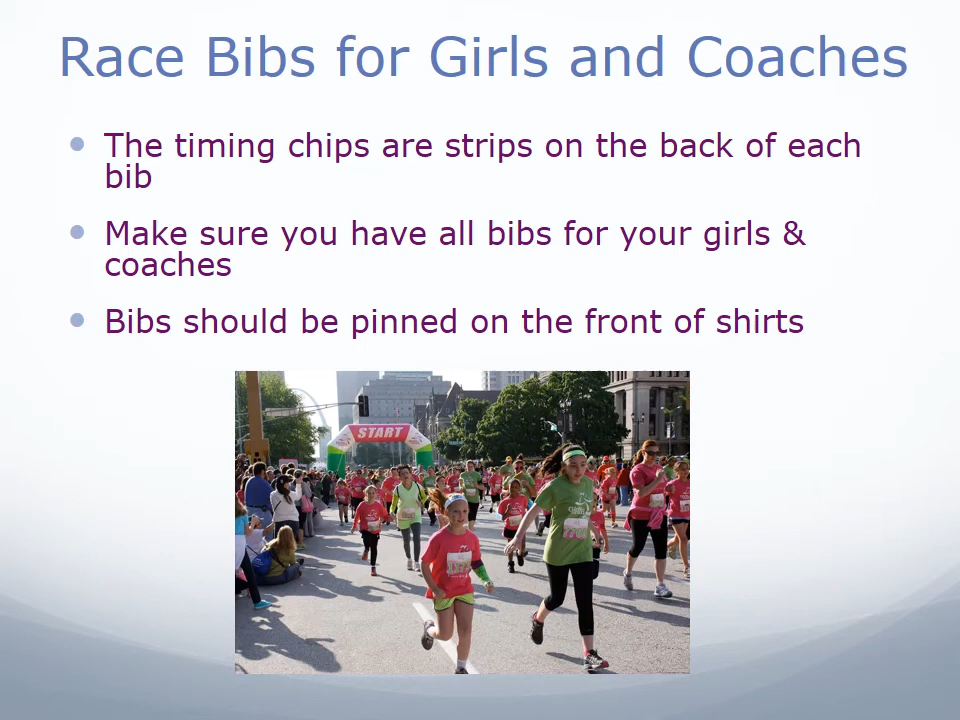 Race Bibs for Girls and Coaches
The timing chips are strips on the back of each
bib
Make sure you have all bibs for your girls &
coaches
Bibs should be pinned on the front of shirts
START